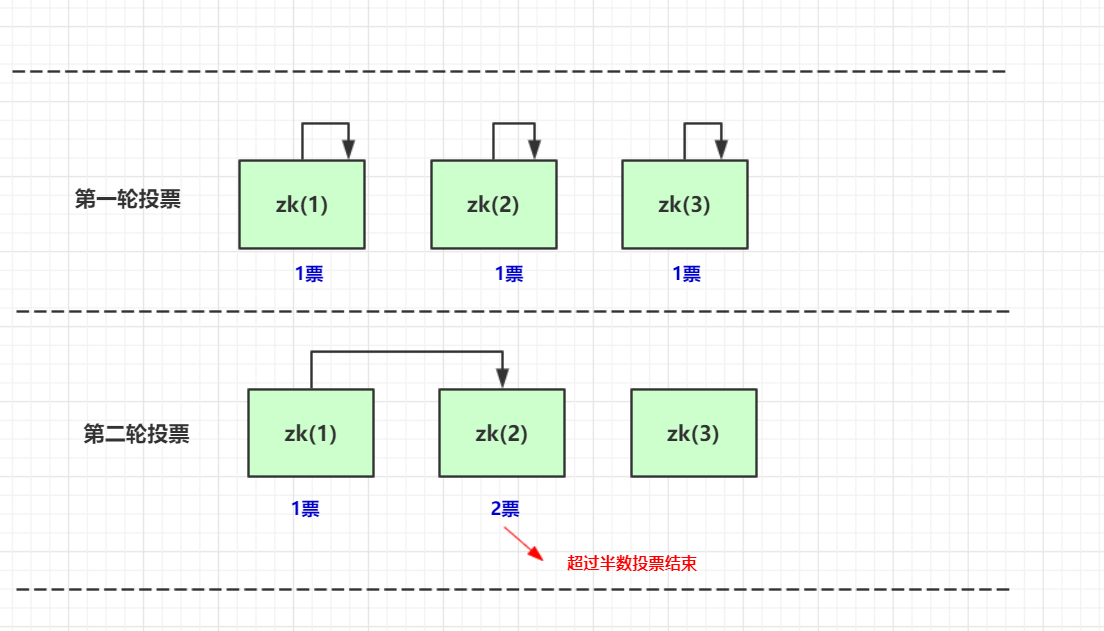 第一轮投票
zk(1)
zk(2)
zk(3)
1票
1票
1票
第二轮投票
zk(1)
zk(2)
zk(3)
1票
2票
超过半数投票结束